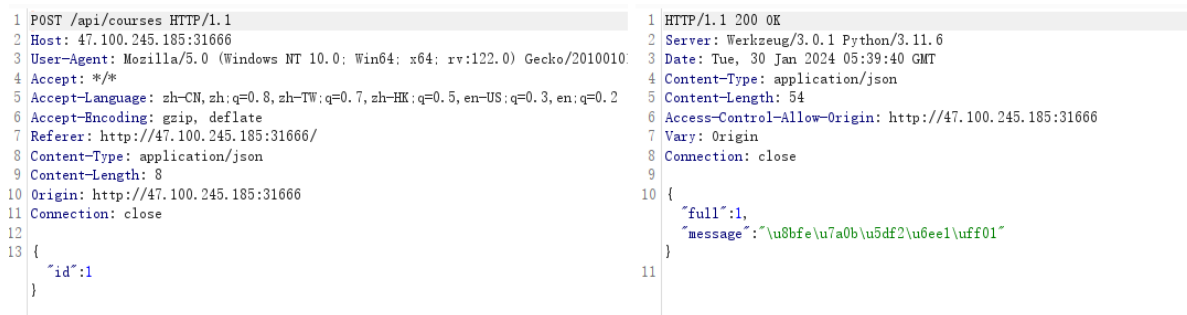 1 POST /api/courses HTTP/1.1
2 Host: 47.100.245.185:31666
3 User-Agent: Mozilla/5.0 (Windows NT 10.0; Win64; x64; rv:122.0) Gecko/2010010
4 Accept: */*
5 Accept-Language: zh-CN,zh;q=0.8,zh-TW;q=0.7,zh-HK;q=0.5,en-US;q=0.3,en;q=0.2
6 Accept-Encoding: gzip, deflate
7 Referer: http://47.100.245.185:31666/
8 Content-Type: application/json
9 Content-Length: 8
10 Origin: http://47.100.245.185:31666
11 Connection: close
12
13 {
"id":1
}
1 HTTP/1.1 200 OK
2 Server: Werkzeug/3.0.1 Python/3.11.6
3 Date: Tue, 30 Jan 2024 05:39:40 GMT
4 Content-Type: application/json
5 Content-Length: 54
6 Access-Control-Allow-Origin: http://47.100.245.185:31666
7 Vary: Origin
8 Connection: close
9
10 {
"full":1,
"message":"\u8bfe\u7a0b\u5df2\u6ee1\uff01"
}
11